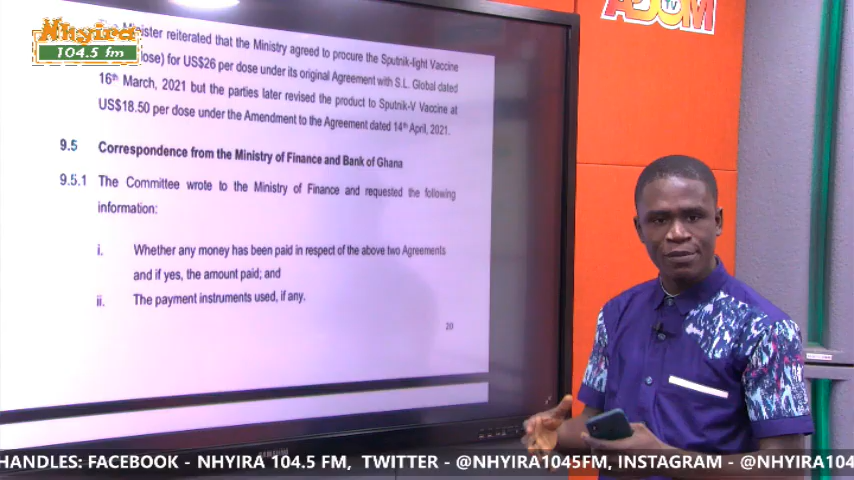 Nhyira
104.5 fm
ADOM
TV
Minister reiterated that the Ministry agreed to procure the Sputnik-light Vaccine
dose) for US$26 per dose under its original Agreement with S.L. Global dated
16th March, 2021 but the parties later revised the product to Sputnik-V Vaccine at
US$18.50 per dose under the Amendment to the Agreement dated 14th April, 2021.
9.5 Correspondence from the Ministry of Finance and Bank of Ghana
9.5.1 The Committee wrote to the Ministry of Finance and requested the following
information:
i. Whether any money has been paid in respect of the above two Agreements
and if yes, the amount paid; and
ii. The payment instruments used, if any.
20
HANDLES: FACEBOOK - NHYIRA 104.5 FM, TWITTER - @NHYIRA1045FM, INSTAGRAM - @NHYIRA104